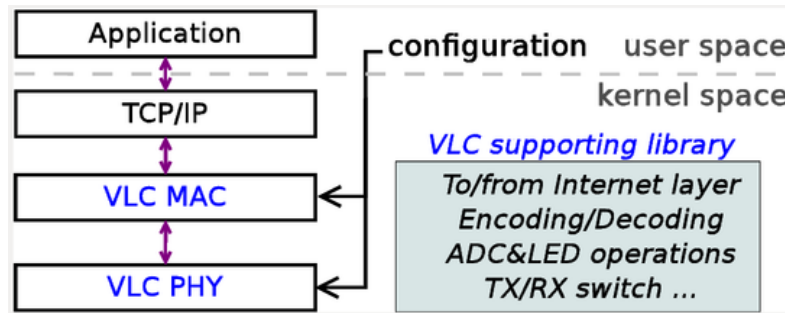 Application
configuration
user space
kernel space
TCP/IP
VLC supporting library
VLC MAC
To/from Internet layer
Encoding/Decoding
ADC&LED operations
VLC PHY
TX/RX switch ...